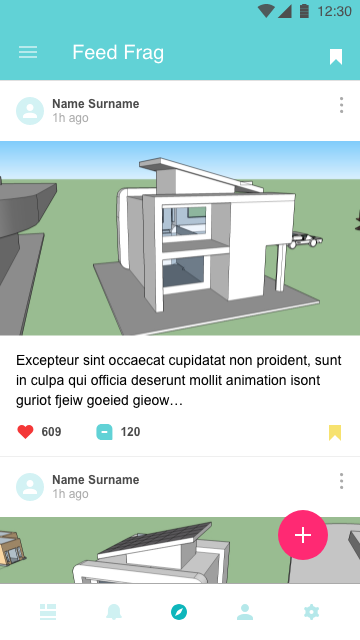 12:30
Feed Frag
Name Surname
1h ago
Excepteur sint occaecat cupidatat non proident, sunt
in culpa qui officia deserunt mollit animation isont
guriot fjeiw goeied gieow…
609
120
Name Surname
1h ago